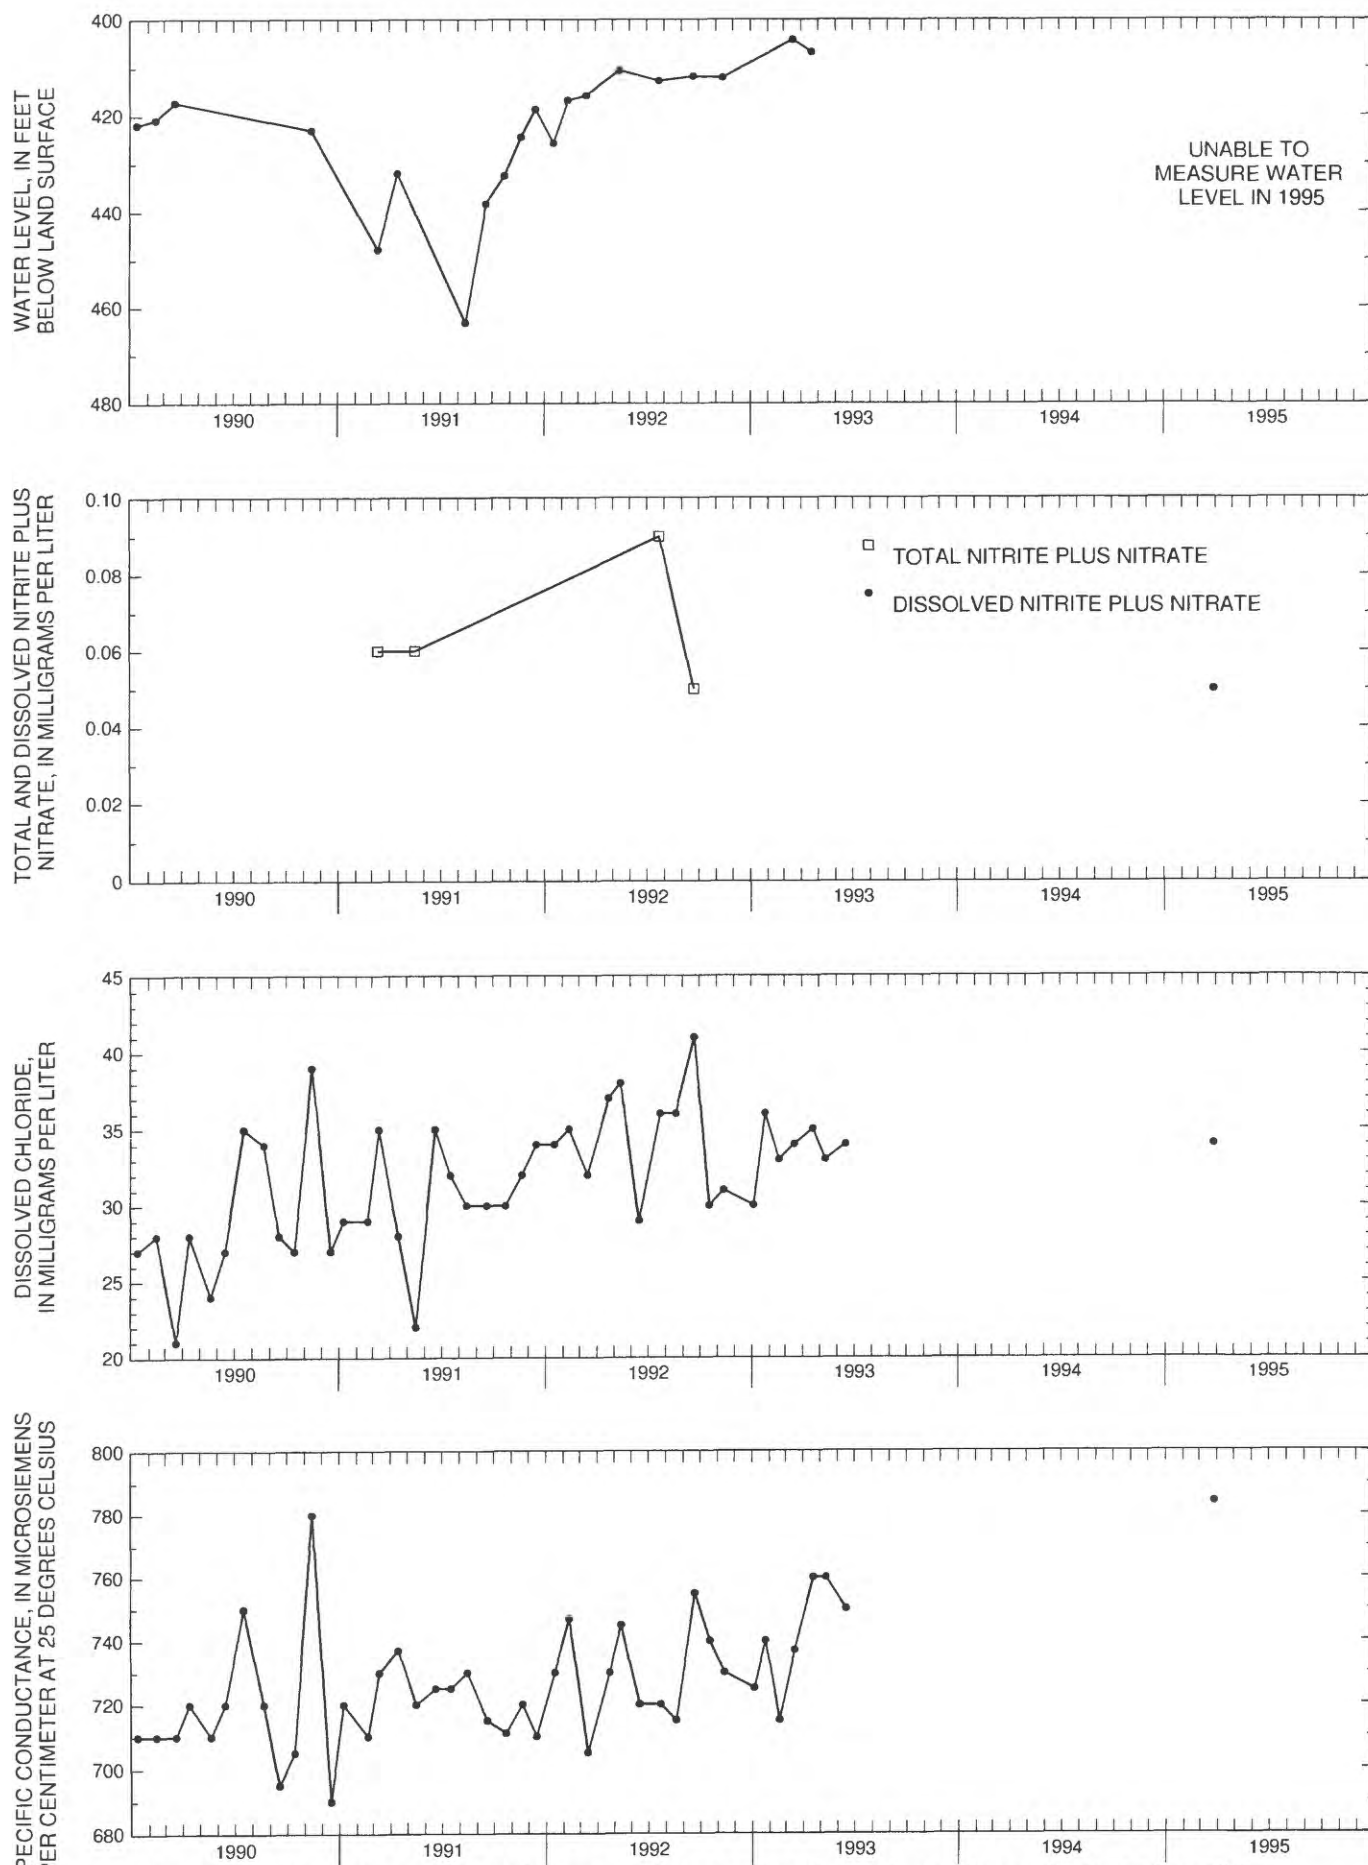 WATER LEVEL, IN FEET
BELOW LAND SURFACE
400
420
440
460
480
UNABLE TO
MEASURE WATER
LEVEL IN 1995
1990 1991 1992 1993 1994 1995
TOTAL AND DISSOLVED NITRITE PLUS
NITRATE, IN MILLIGRAMS PER LITER
0.10
0.08
0.06
0.04
0.02
0
TOTAL NITRITE PLUS NITRATE
DISSOLVED NITRITE PLUS NITRATE
1990 1991 1992 1993 1994 1995
DISSOLVED CHLORIDE,
IN MILLIGRAMS PER LITER
45
40
35
30
25
20
1990 1991 1992 1993 1994 1995
PECIFIC CONDUCTANCE, IN MICROSIEMENS
PER CENTIMETER AT 25 DEGREES CELSIUS
800
780
760
740
720
700
680
1990 1991 1992 1993 1994 1995